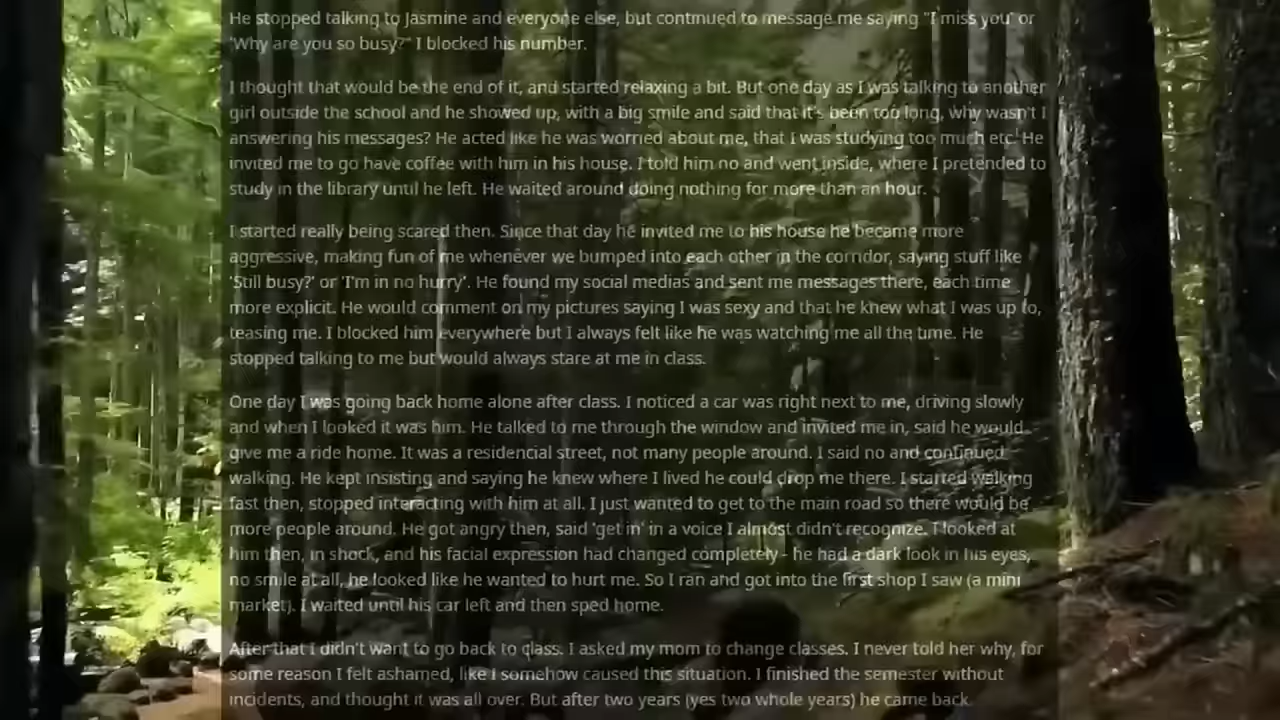 He stopped talking to Jasmine and everyone else, but continued to message me saying "I miss you" or
'Why are you so busy?" I blocked his number.
I thought that would be the end of it, and started relaxing a bit. But one day as I was talking to another
girl outside the school and he showed up, with a big smile and said that it's been too long, why wasn't I
answering his messages? He acted like he was worried about me, that I was studying too much etc. He
invited me to go have coffee with him in his house. I told him no and went inside, where I pretended to
study in the library until he left. He waited around doing nothing for more than an hour.
I started really being scared then. Since that day he invited me to his house he became more
aggressive, making fun of me whenever we bumped into each other in the corridor, saying stuff like
'Still busy?' or 'I'm in no hurry'. He found my social medias and sent me messages there, each time
more explicit. He would comment on my pictures saying I was sexy and that he knew what I was up to,
teasing me. I blocked him everywhere but I always felt like he was watching me all the time. He
stopped talking to me but would always stare at me in class.
One day I was going back home alone after class. I noticed a car was right next to me, driving slowly
and when I looked it was him. He talked to me through the window and invited me in, said he would
give me a ride home. It was a residencial street, not many people around. I said no and continued
walking. He kept insisting and saying he knew where I lived he could drop me there. I started walking
fast then, stopped interacting with him at all. I just wanted to get to the main road so there would be
more people around. He got angry then, said 'get in' in a voice I almost didn't recognize. I looked at
him then, in shock, and his facial expression had changed completely - he had a dark look in his eyes,
no smile at all, he looked like he wanted to hurt me. So I ran and got into the first shop I saw (a mini
market). I waited until his car left and then sped home.
After that I didn't want to go back to class. I asked my mom to change classes. I never told her why, for
some reason I felt ashamed, like I somehow caused this situation. I finished the semester without
incidents, and thought it was all over. But after two years (yes two whole years) he came back.